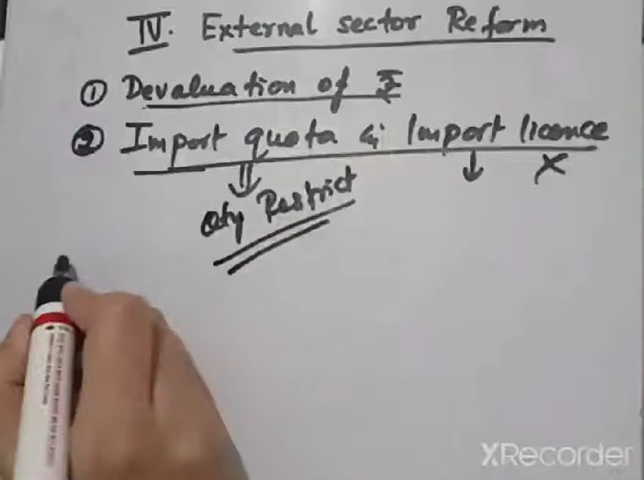 IV. External sector Reform
① Devaluation of ₹
② Import quota & Import licence
↓ ✗
⇓
Qty Restrict
XRecorder